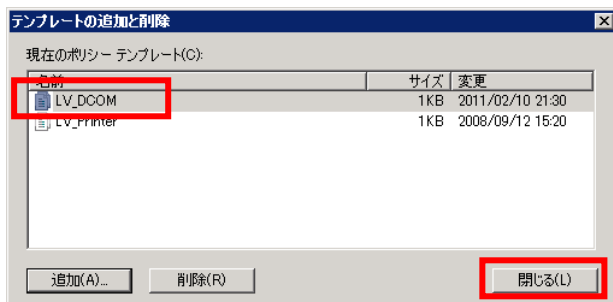 テンプレートの追加と削除
現在のポリシー テンプレート(C):
名前 サイズ 変更
LV_DCOM 1KB 2011/02/10 21:30
LV_Printer 1KB 2008/09/12 15:20
追加(A)... 削除(R) 閉じる(L)